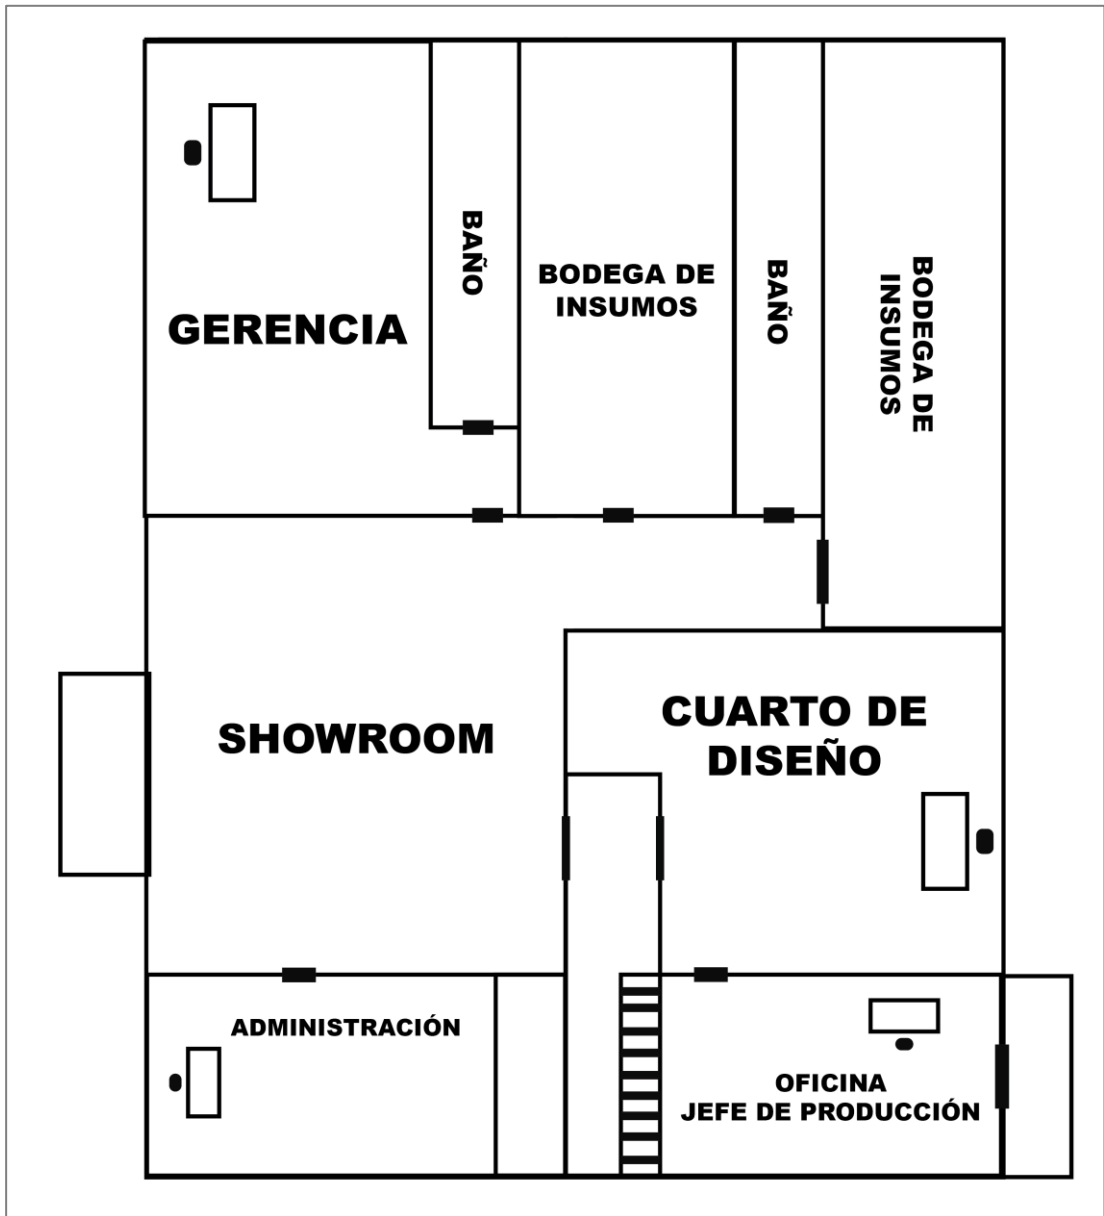 BAÑO
BODEGA DE
INSUMOS
BAÑO
BODEGA DE
INSUMOS
GERENCIA
SHOWROOM
CUARTO DE
DISEÑO
ADMINISTRACIÓN
OFICINA
JEFE DE PRODUCCIÓN